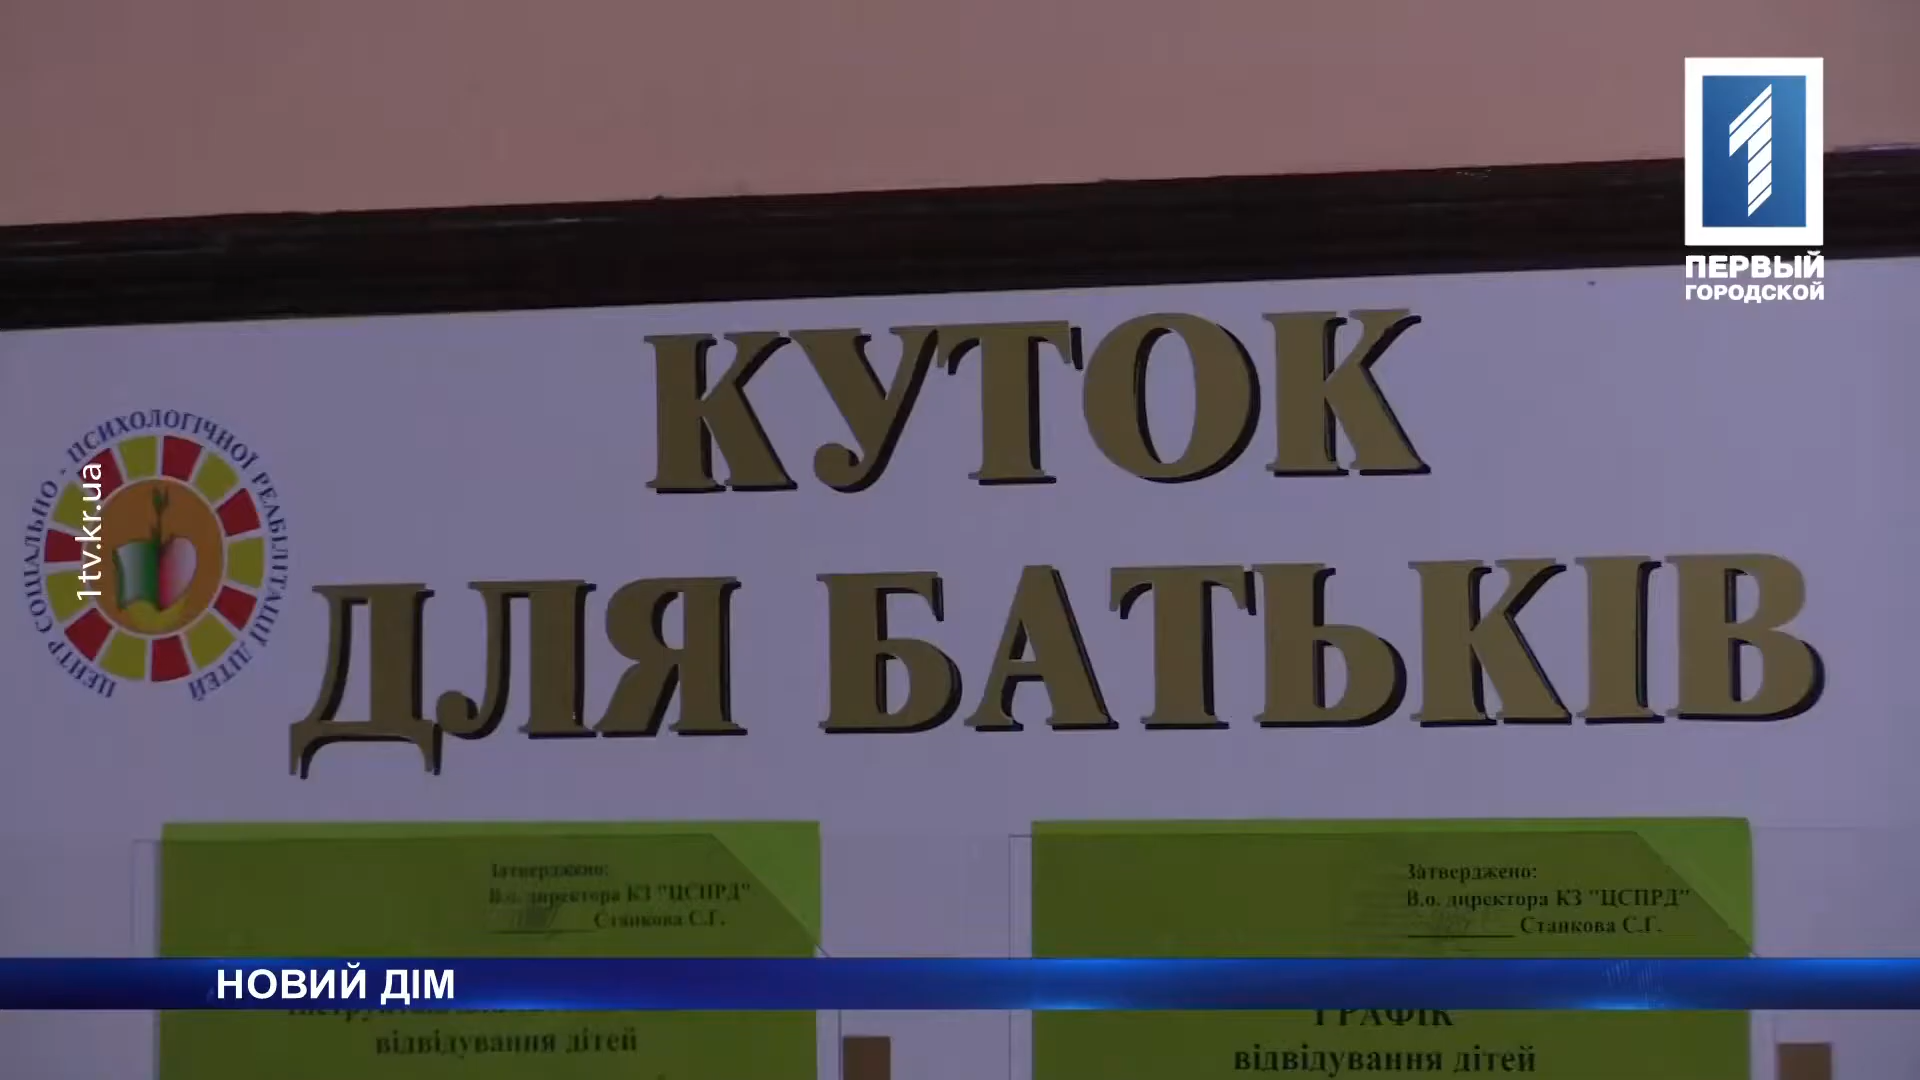 ПЕРВЫЙ
ГОРОДСКОЙ
КУТОК
ДЛЯ БАТЬКІВ
ЦЕНТР СОЦІАЛЬНО - ПСИХОЛОГІЧНОЇ РЕАБІЛІТАЦІЇ ДІТЕЙ
1tv.kr.ua
Затверджено:
В.о. директора КЗ "ЦСПРД"
Станкова С.Г.
відвідування дітей
Затверджено:
В.о. директора КЗ "ЦСПРД"
Станкова С.Г.
ГРАФІК
відвідування дітей
НОВИЙ ДІМ